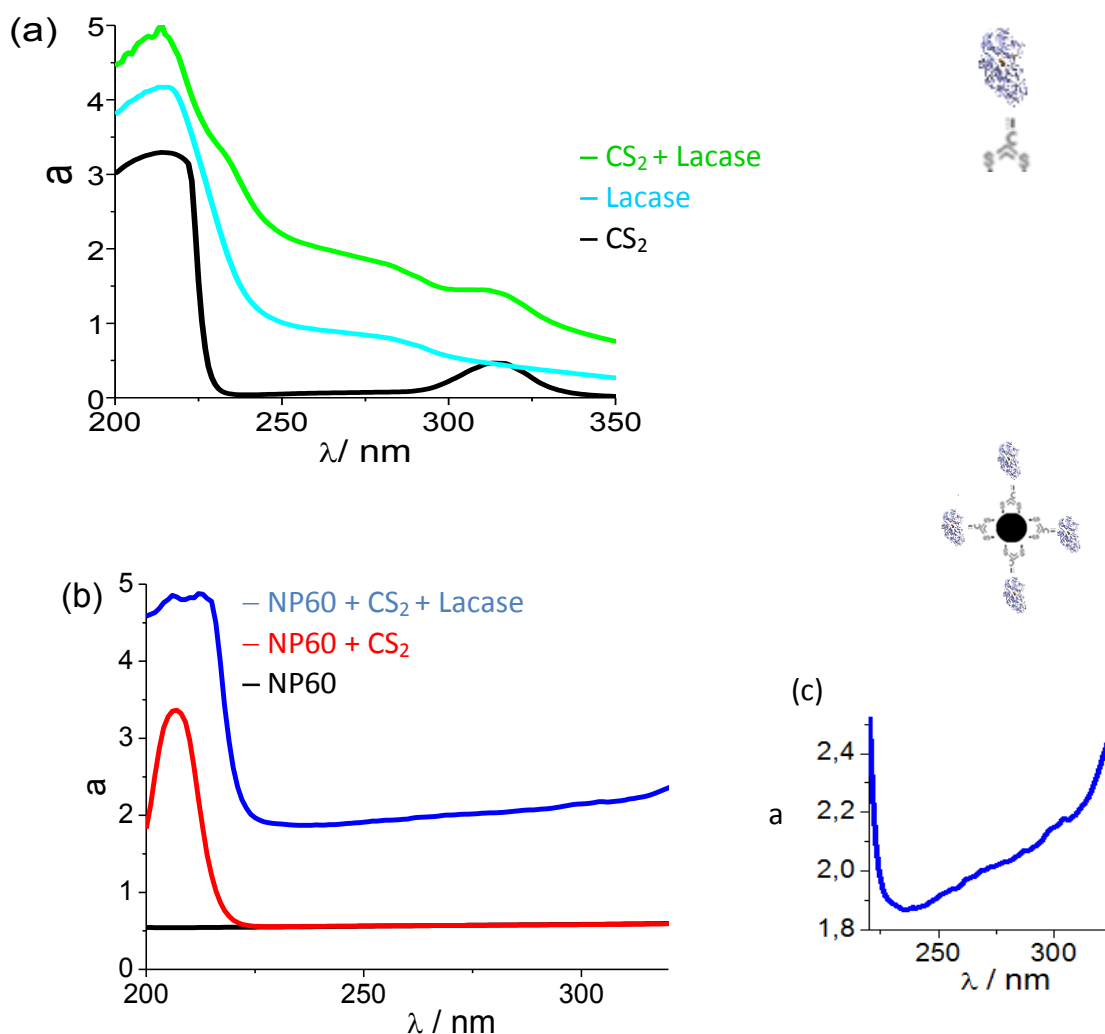 (a)
5
4
3
2
1
0
a
200 250 300 350
λ/ nm
– CS₂ + Lacase
– Lacase
– CS₂
C
S S
(b)
5
4
3
2
1
0
a
200 250 300
λ / nm
– NP60 + CS₂ + Lacase
– NP60 + CS₂
– NP60
(c)
2,4
2,2
2,0
1,8
a
250 300
λ / nm